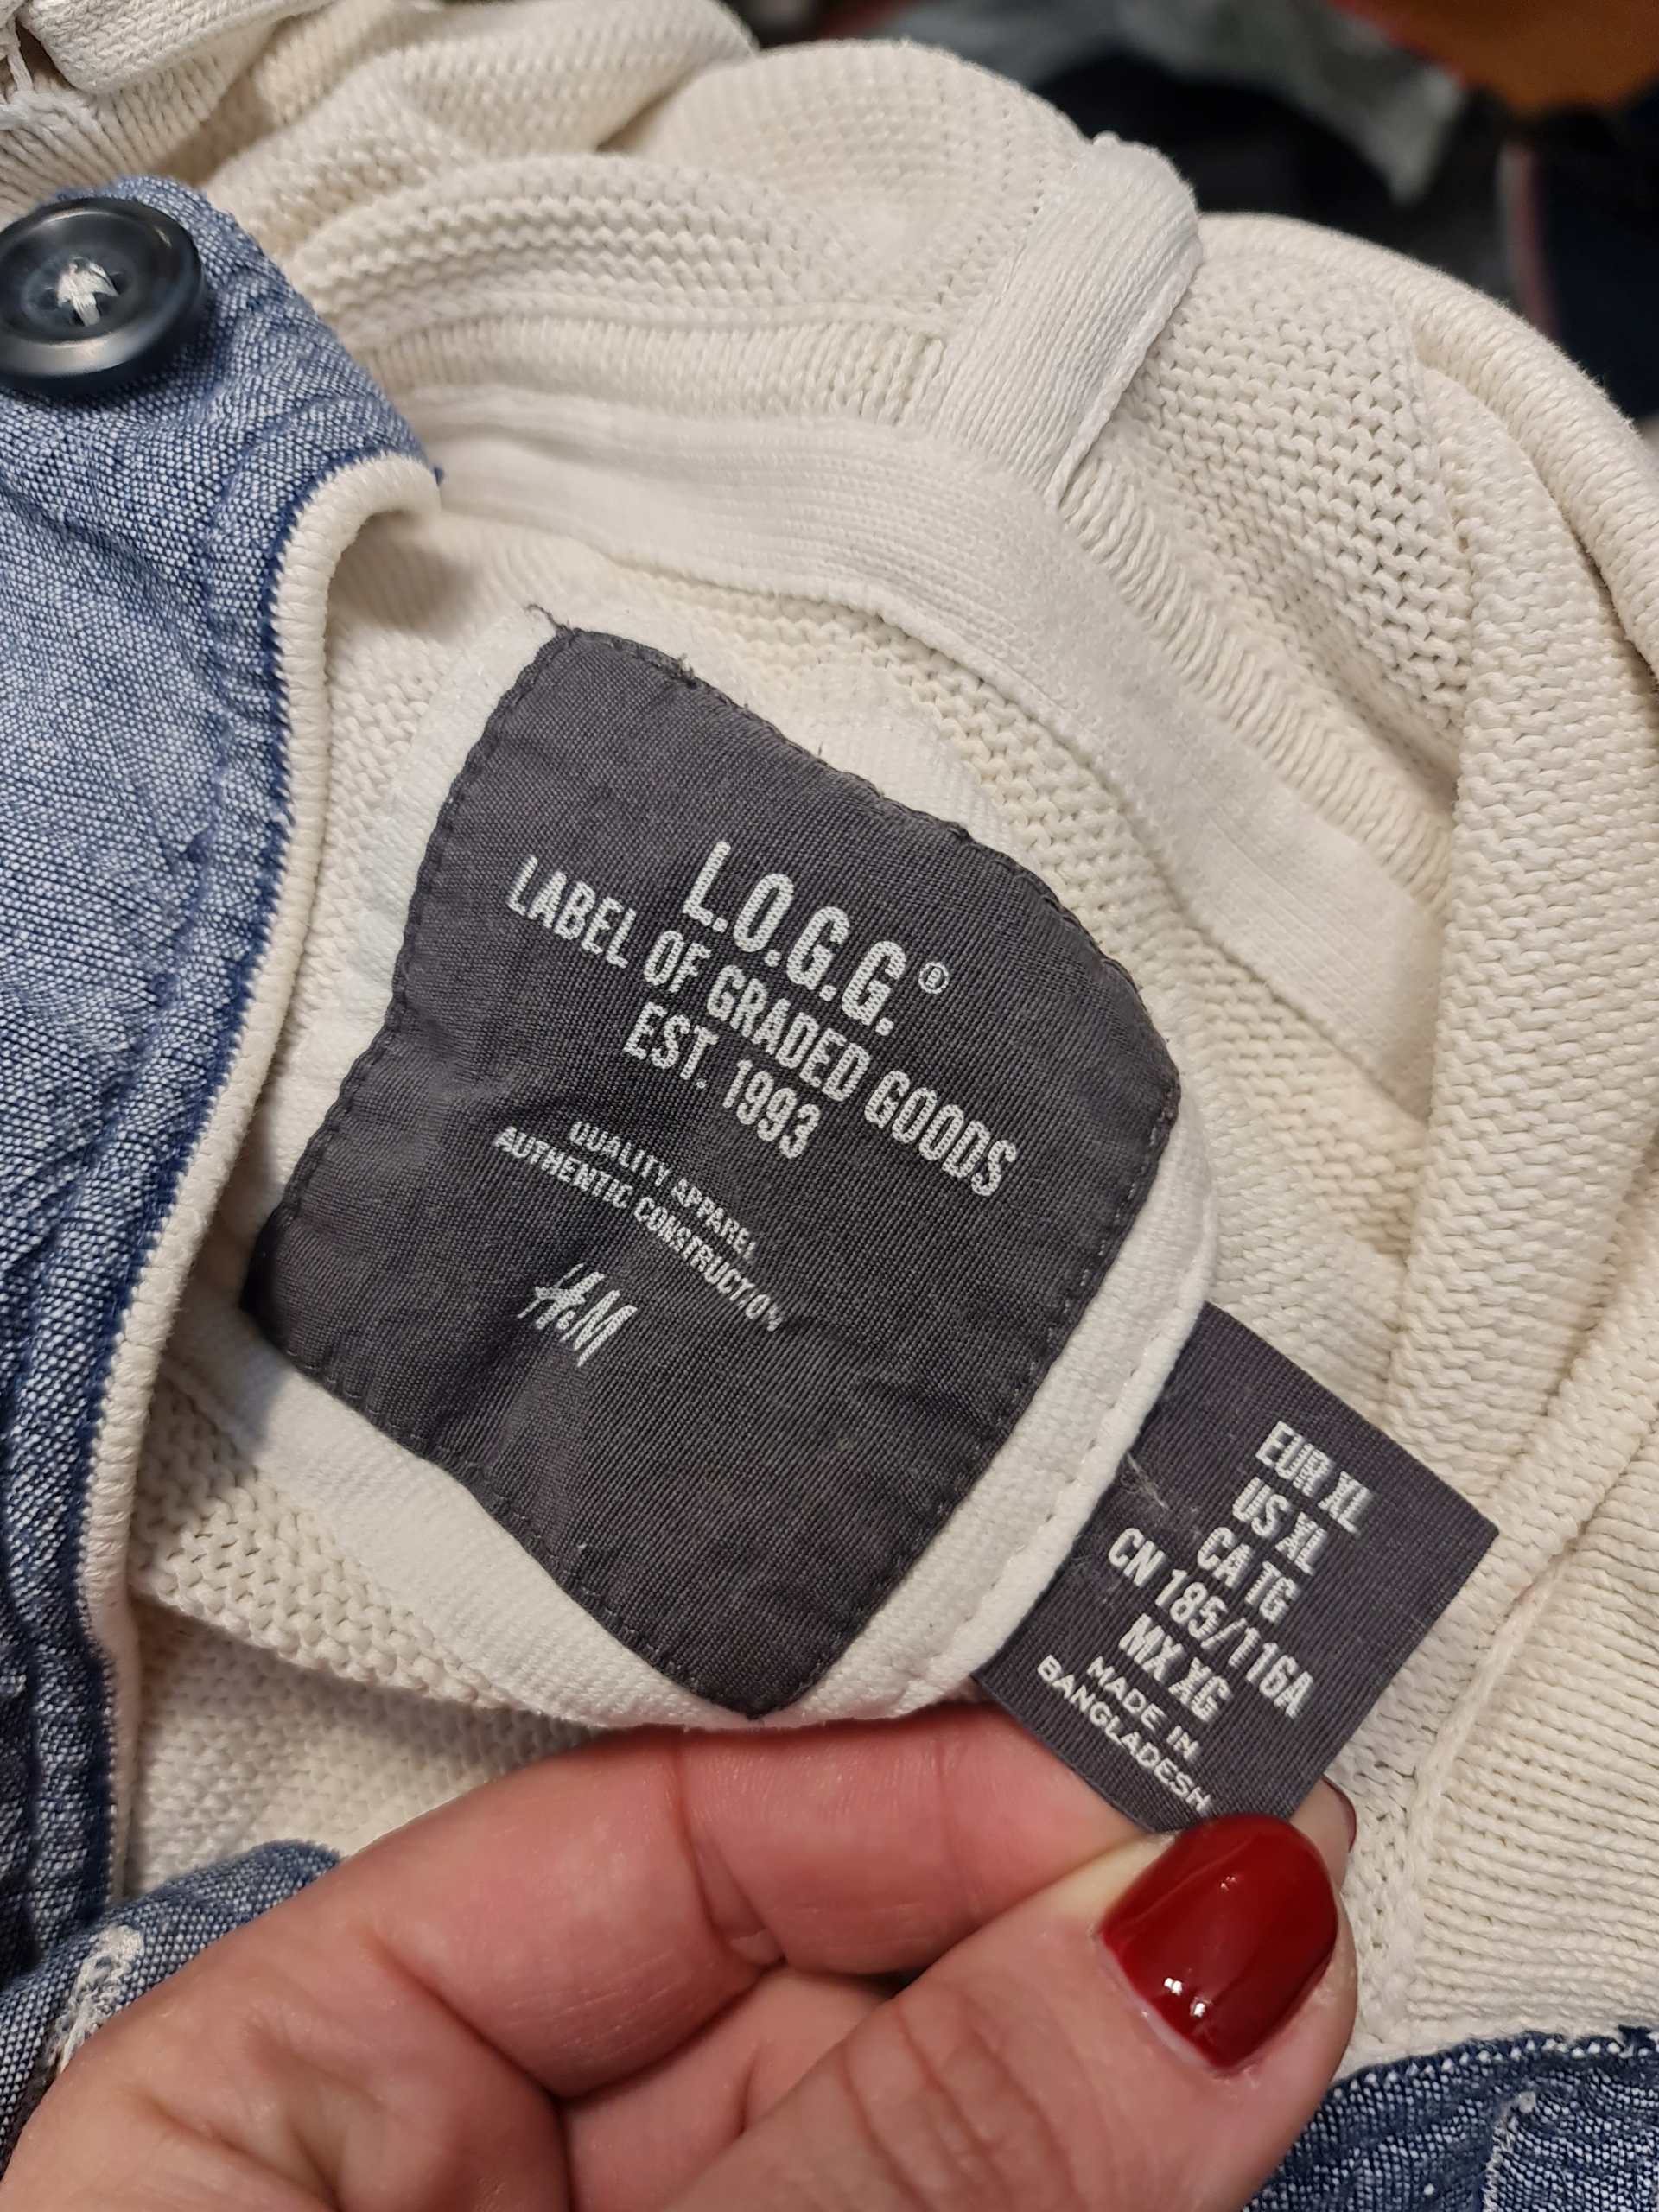 L.O.G.G.®
LABEL OF GRADED GOODS
EST. 1993
QUALITY APPAREL
AUTHENTIC CONSTRUCTION
H&M
EUR XL
US XL
CA TG
CN 185/116A
MX XG
MADE IN
BANGLADESH